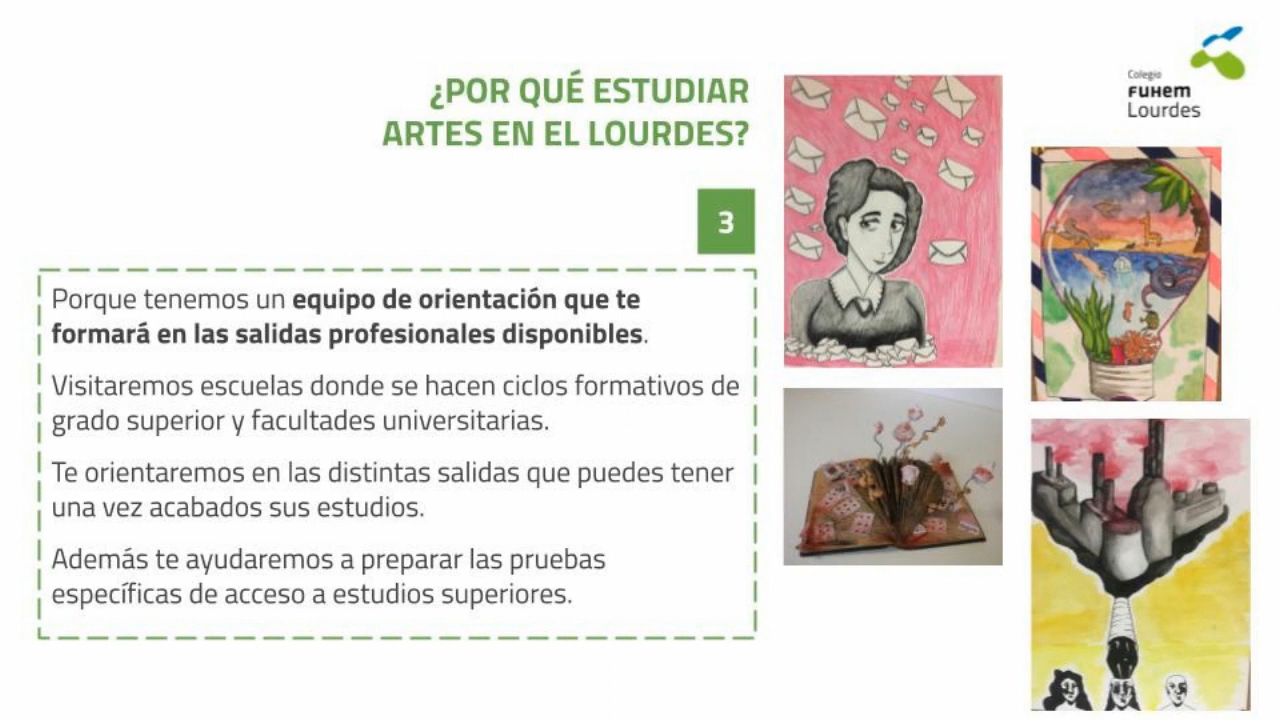 ¿POR QUÉ ESTUDIAR
ARTES EN EL LOURDES?
Colegio
FUHEM
Lourdes
3
Porque tenemos un equipo de orientación que te
formará en las salidas profesionales disponibles.
Visitaremos escuelas donde se hacen ciclos formativos de
grado superior y facultades universitarias.
Te orientaremos en las distintas salidas que puedes tener
una vez acabados sus estudios.
Además te ayudaremos a preparar las pruebas
específicas de acceso a estudios superiores.